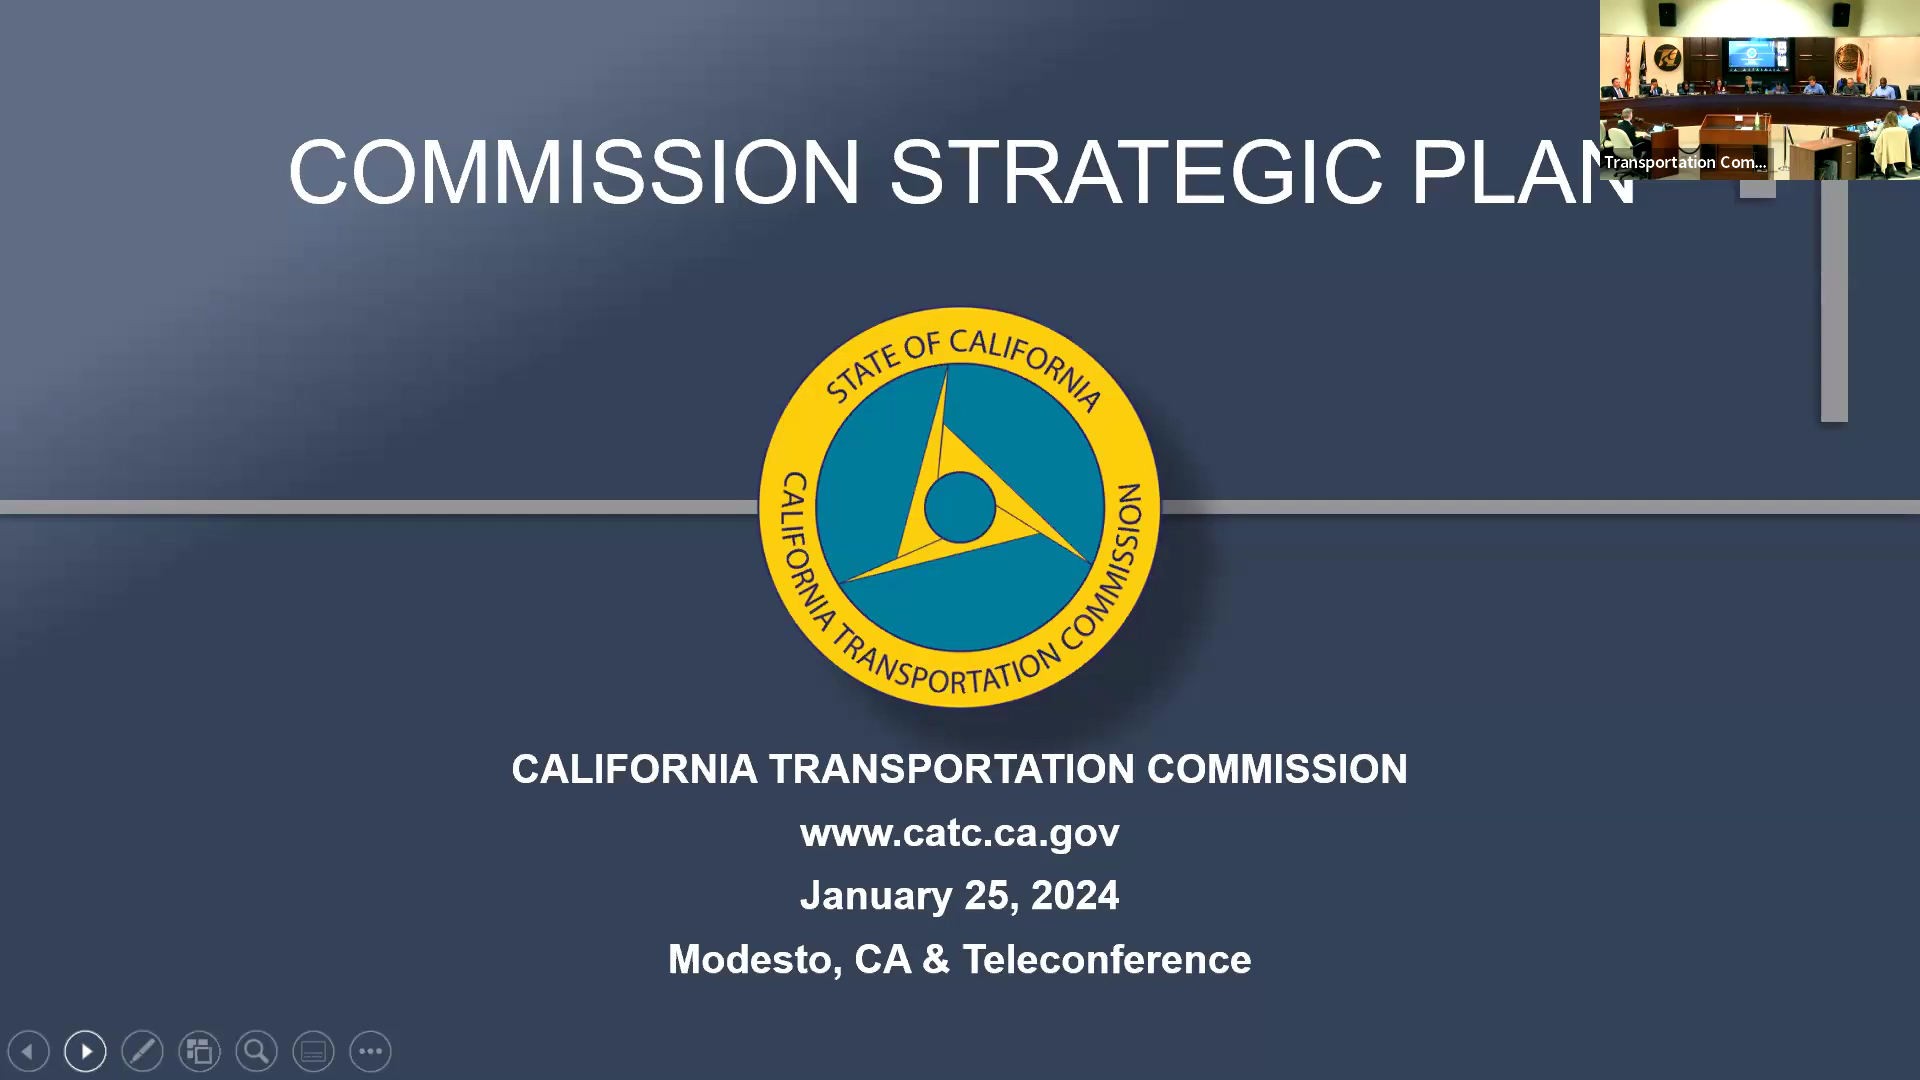 COMMISSION STRATEGIC PLAN
Transportation Com...
STATE OF CALIFORNIA
CALIFORNIA TRANSPORTATION COMMISSION
CALIFORNIA TRANSPORTATION COMMISSION
www.catc.ca.gov
January 25, 2024
Modesto, CA & Teleconference